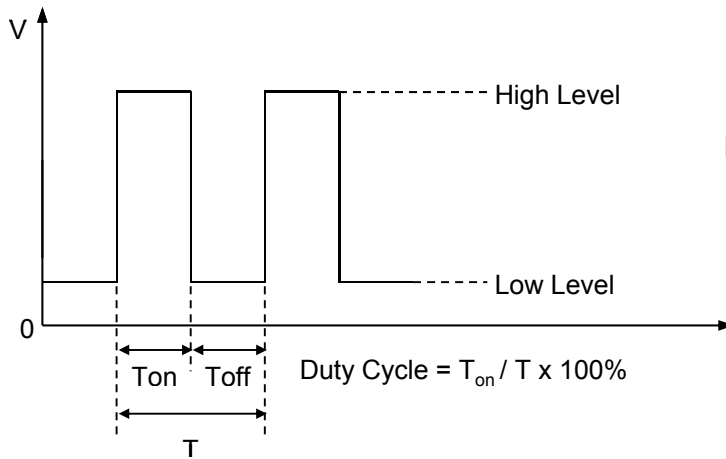 V
High Level
Low Level
0
Ton Toff
Duty Cycle = Ton / T x 100%
T